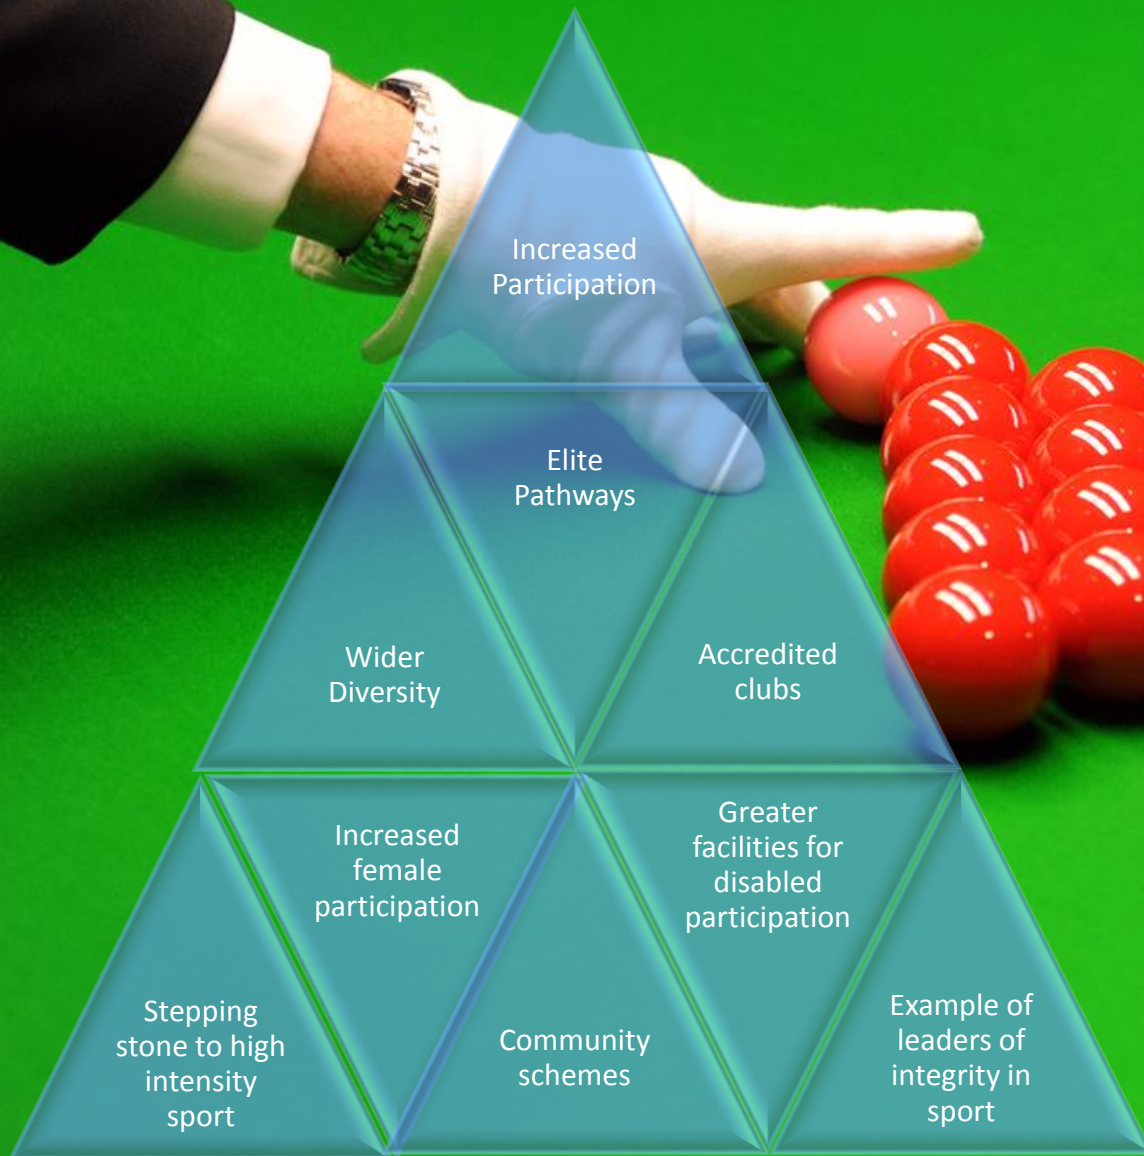 Increased
Participation
Elite
Pathways
Wider
Diversity
Accredited
clubs
Increased
female
participation
Greater
facilities for
disabled
participation
Stepping
stone to high
intensity
sport
Community
schemes
Example of
leaders of
integrity in
sport